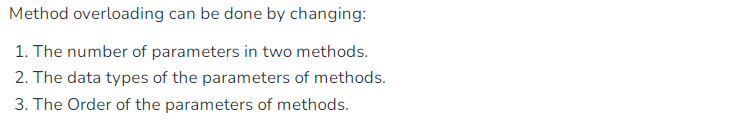 Method overloading can be done by changing:
1. The number of parameters in two methods.
2. The data types of the parameters of methods.
3. The Order of the parameters of methods.